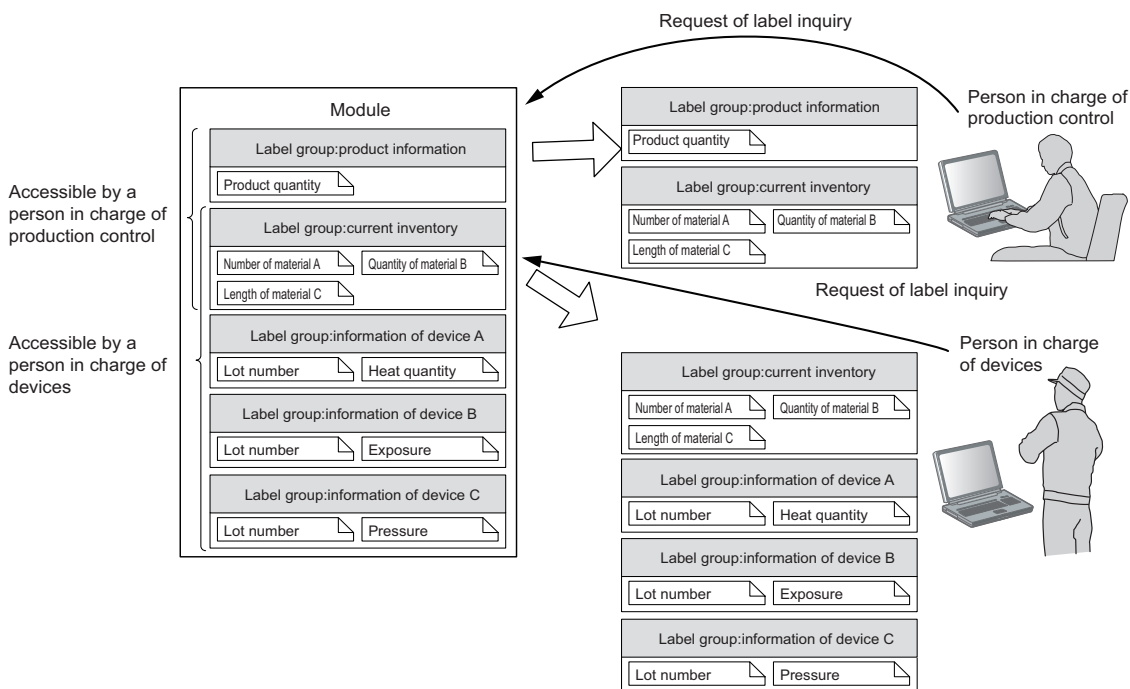 Request of label inquiry
Module
Label group:product information
Product quantity
Label group:current inventory
Number of material A
Quantity of material B
Length of material C
Label group:information of device A
Lot number
Heat quantity
Label group:information of device B
Lot number
Exposure
Label group:information of device C
Lot number
Pressure
Accessible by a
person in charge of
production control
Accessible by a
person in charge of
devices
Label group:product information
Product quantity
Label group:current inventory
Number of material A
Quantity of material B
Length of material C
Person in charge of
production control
Request of label inquiry
Person in charge
of devices
Label group:current inventory
Number of material A
Quantity of material B
Length of material C
Label group:information of device A
Lot number
Heat quantity
Label group:information of device B
Lot number
Exposure
Label group:information of device C
Lot number
Pressure